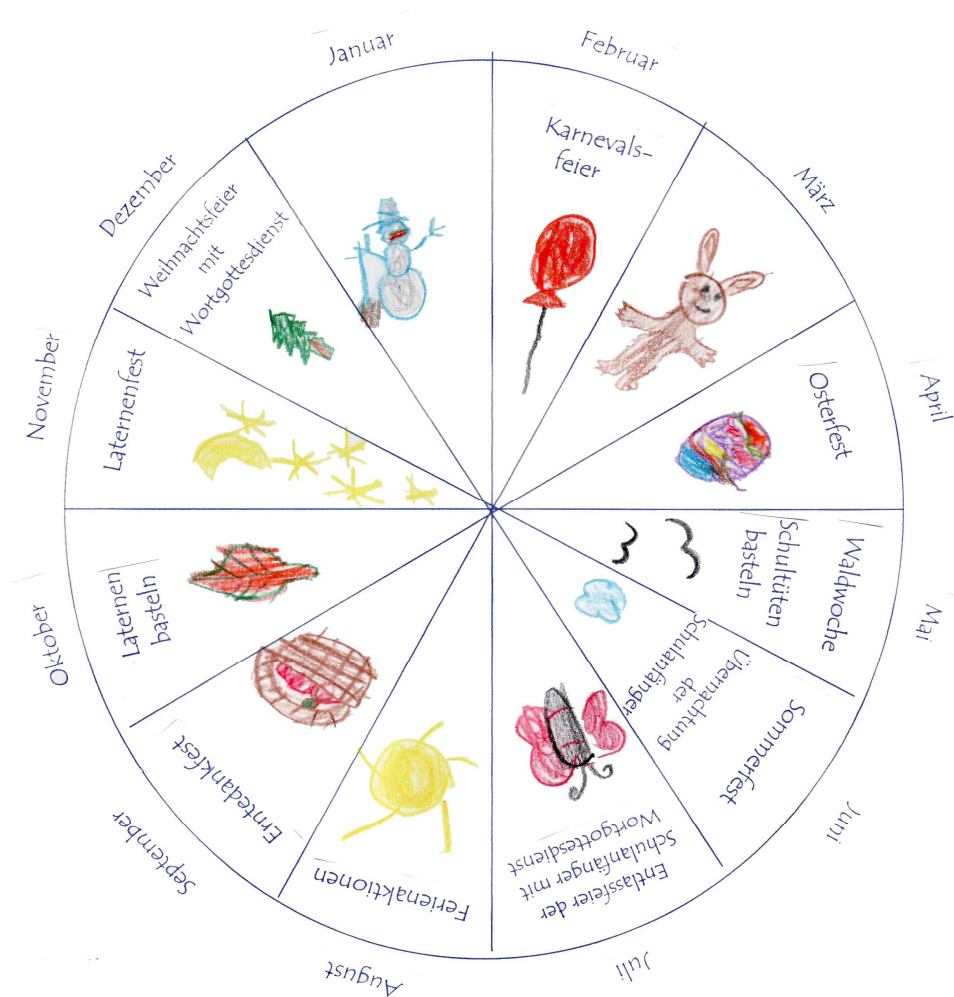 Januar
Februar
Karnevals-
feier
März
April
Osterfest
Mai
Waldwoche
Schultüten
basteln
Juni
Sommerfest
Übernachtung
der
Schulanfänger
Juli
Entlassfeier der
Schulanfänger mit
Wortgottesdienst
August
Ferienaktionen
September
Erntedankfest
Oktober
Laternen
basteln
November
Laternenfest
Dezember
Weihnachtsfeier
mit
Wortgottesdienst